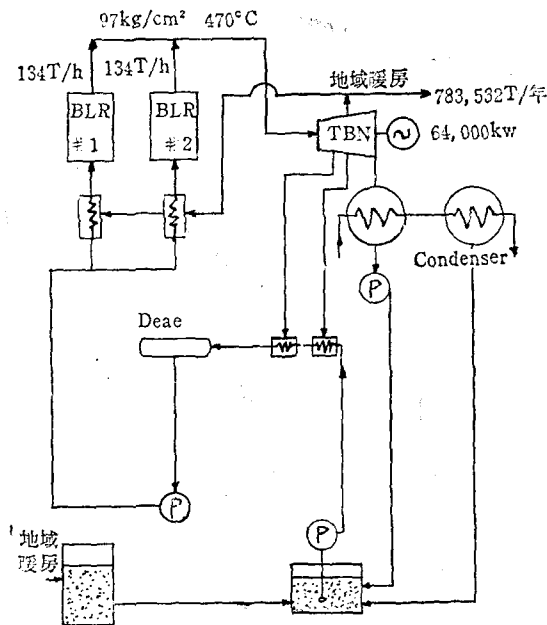 97kg/cm² 470°C
134T/h 134T/h
地域暖房
783,532T/年
BLR
#1
BLR
#2
TBN
64,000kw
Condenser
P
Deae
P
P
地域
暖房